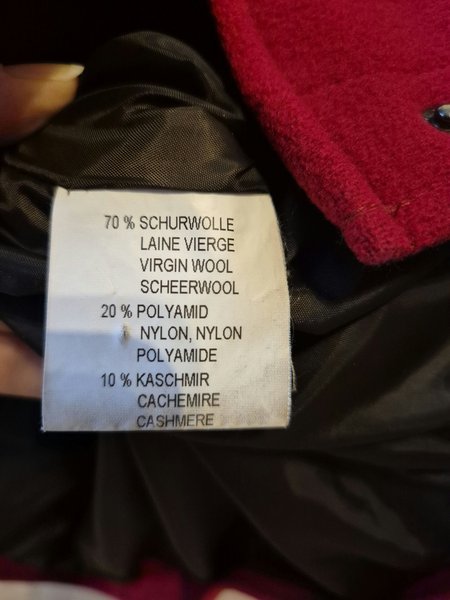 70 % SCHURWOLLE
LAINE VIERGE
VIRGIN WOOL
SCHEERWOOL
20 % POLYAMID
NYLON, NYLON
POLYAMIDE
10 % KASCHMIR
CACHEMIRE
CASHMERE